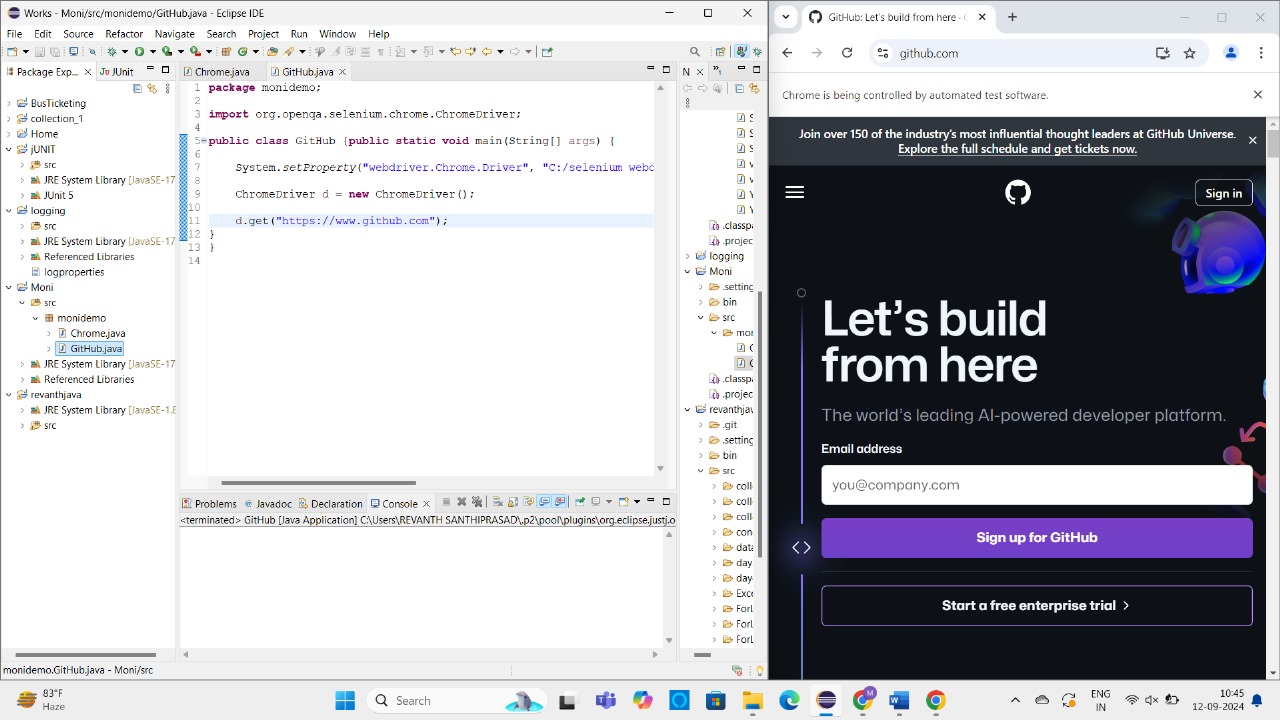 Works - Moni/src/monidemo/GitHub.java - Eclipse IDE
File Edit Source Refactor Navigate Search Project Run Window Help
Package Exp... JUnit
BusTicketing
collection_1
Home
jUNIT
src
JRE System Library [JavaSE-17
JUnit 5
logging
src
JRE System Library [JavaSE-17
Referenced Libraries
logproperties
Moni
src
monidemo
Chrome.java
GitHub.java
JRE System Library [JavaSE-17
Referenced Libraries
revanthjava
JRE System Library [JavaSE-1.8
src
Chrome.java GitHub.java
1 package monidemo;
2
3 import org.openqa.selenium.chrome.ChromeDriver;
4
5 public class GitHub {public static void main(String[] args) {
6
7 System.setProperty("webdriver.Chrome.Driver", "C:/selenium webd
8
9 ChromeDriver d = new ChromeDriver();
10
11 d.get("https://www.github.com");
12 }
13 }
14
Problems Javadoc Declaration Console
<terminated> GitHub [Java Application] C:\Users\REVANTH SANTHIPRASAD\.p2\pool\plugins\org.eclipse.justj.o
N
.classpa
.projec
logging
Moni
.setting
bin
src
mor
.classpa
.projec
revanthjav
.git
.setting
bin
src
colle
colle
colle
con
data
day
day
Exce
ForL
ForL
ForL
monidemo.GitHub.java - Moni/src
GitHub: Let's build from here · G
github.com
Chrome is being controlled by automated test software.
Join over 150 of the industry's most influential thought leaders at GitHub Universe.
Explore the full schedule and get tickets now.
Sign in
Let's build
from here
The world's leading AI-powered developer platform.
Email address
you@company.com
Sign up for GitHub
Start a free enterprise trial
83°F
Haze
Search
ENG
IN
10:45
12-09-2024